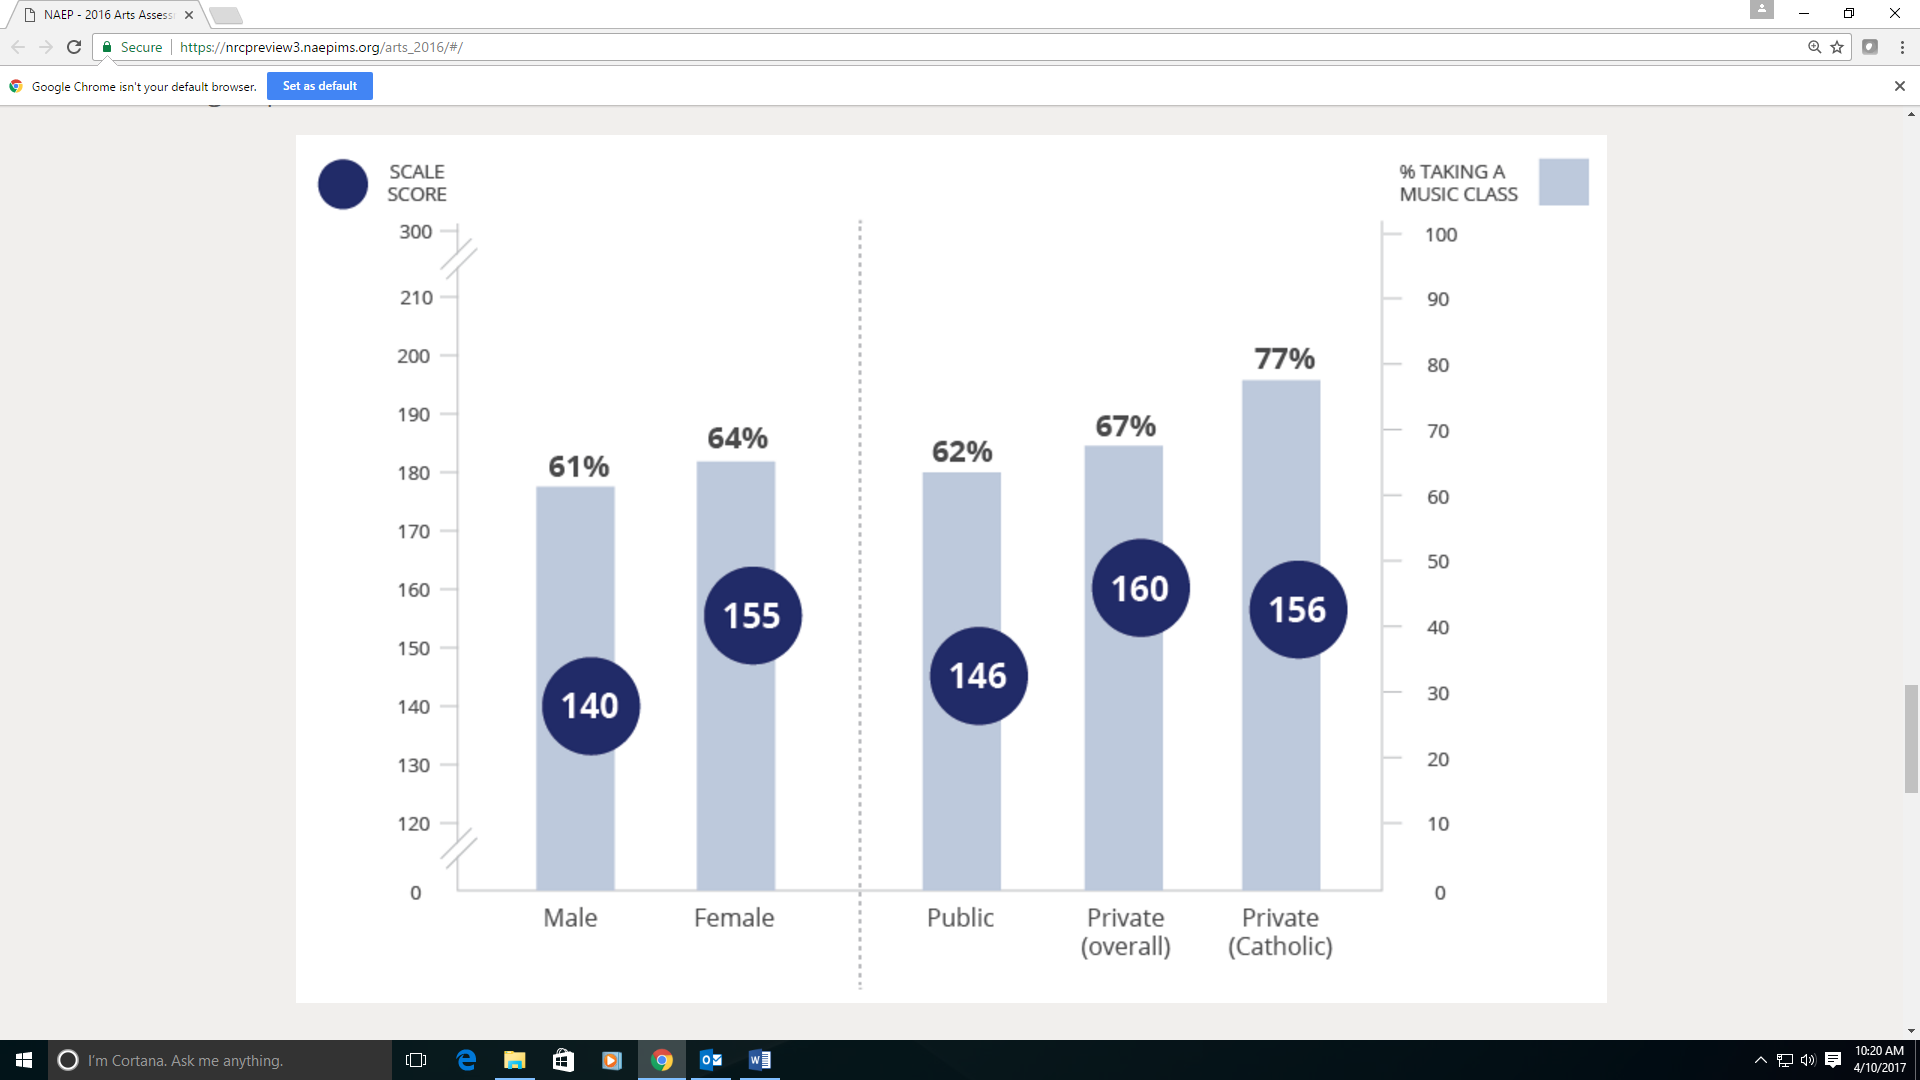 NAEP - 2016 Arts Assess
Secure
https://nrcpreview3.naepims.org/arts_2016/#/
Google Chrome isn't your default browser.
Set as default
SCALE
SCORE
% TAKING A
MUSIC CLASS
300
210
200
190
180
170
160
150
140
130
120
0
100
90
80
70
60
50
40
30
20
10
0
61%
64%
62%
67%
77%
140
155
146
160
156
Male
Female
Public
Private
(overall)
Private
(Catholic)
I'm Cortana. Ask me anything.
10:20 AM
4/10/2017